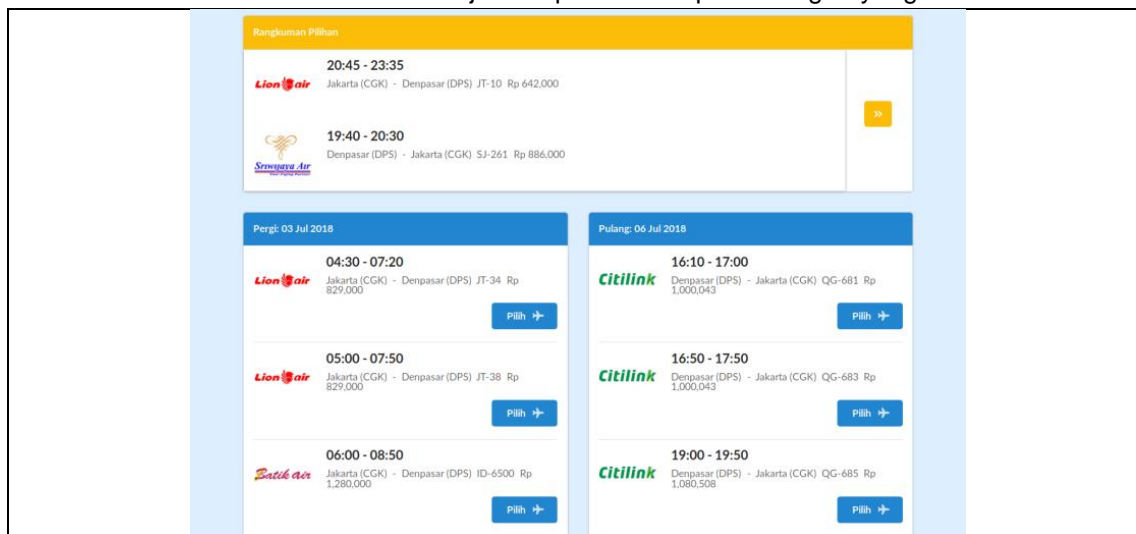 Rangkuman Pilihan
Lion air
20:45 - 23:35
Jakarta (CGK) - Denpasar (DPS) JT-10 Rp 642,000
Sriwijaya Air
19:40 - 20:30
Denpasar (DPS) - Jakarta (CGK) SJ-261 Rp 886,000
Pergi: 03 Jul 2018
Lion air
04:30 - 07:20
Jakarta (CGK) - Denpasar (DPS) JT-34 Rp
829,000
Pilih
Lion air
05:00 - 07:50
Jakarta (CGK) - Denpasar (DPS) JT-38 Rp
829,000
Pilih
Batik air
06:00 - 08:50
Jakarta (CGK) - Denpasar (DPS) ID-6500 Rp
1,280,000
Pilih
Pulang: 06 Jul 2018
Citilink
16:10 - 17:00
Denpasar (DPS) - Jakarta (CGK) QG-681 Rp
1,000,043
Pilih
Citilink
16:50 - 17:50
Denpasar (DPS) - Jakarta (CGK) QG-683 Rp
1,000,043
Pilih
Citilink
19:00 - 19:50
Denpasar (DPS) - Jakarta (CGK) QG-685 Rp
1,080,508
Pilih